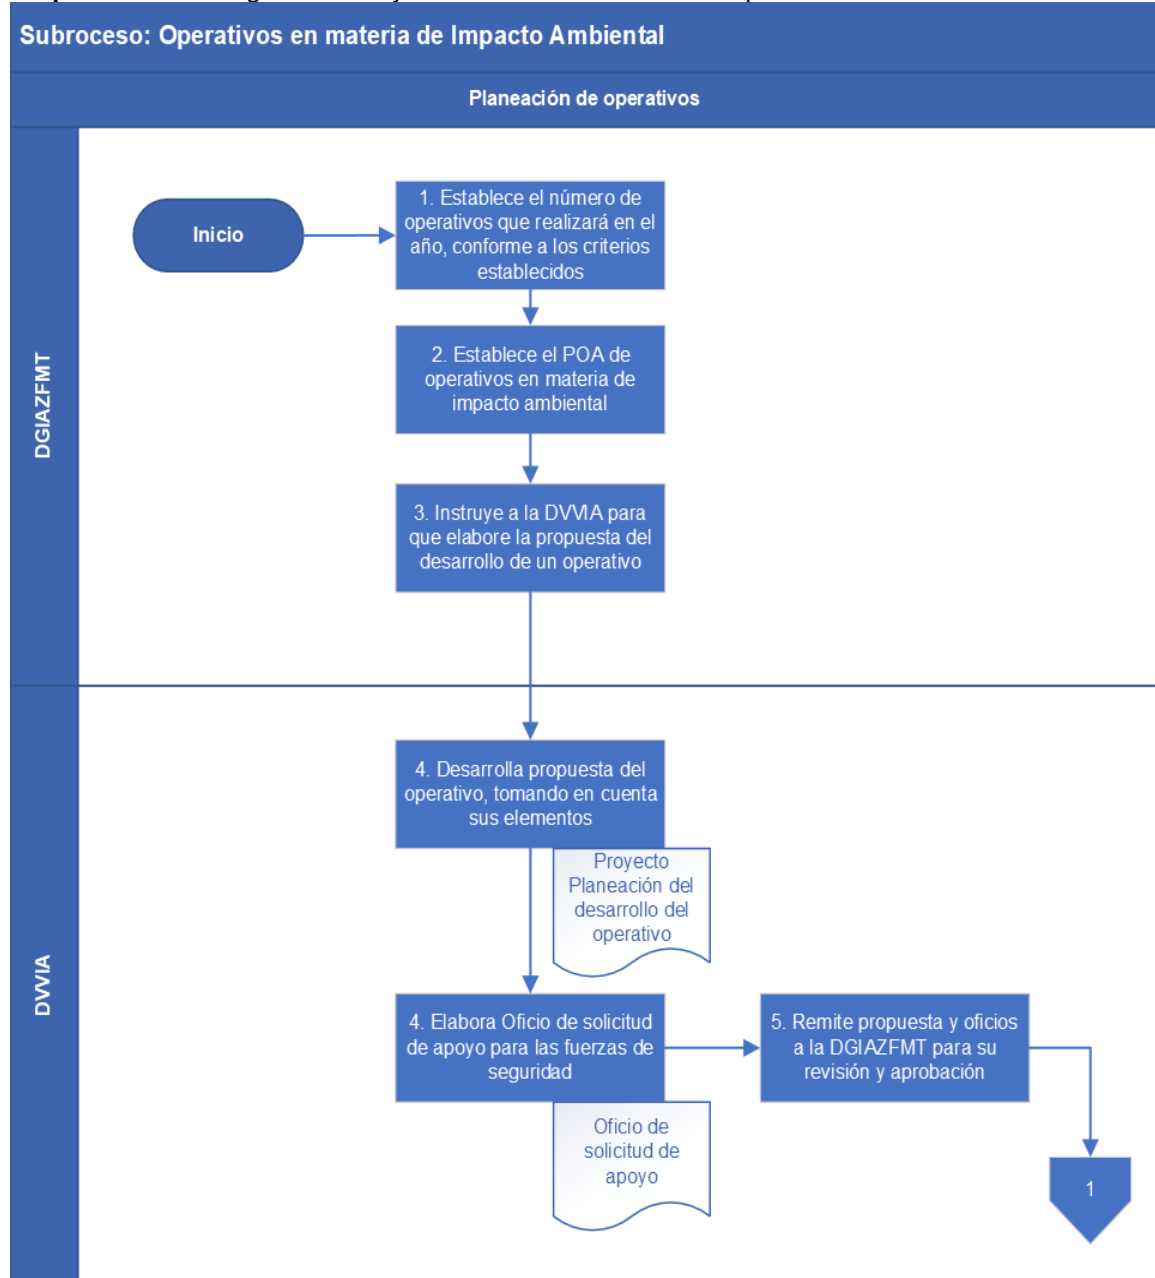 Subproceso: Operativos en materia de Impacto Ambiental
Planeación de operativos
DGIAZFMT
Inicio
1. Establece el número de
operativos que realizará en el
año, conforme a los criterios
establecidos
2. Establece el POA de
operativos en materia de
impacto ambiental
3. Instruye a la DVVIA para
que elabore la propuesta del
desarrollo de un operativo
DVVIA
4. Desarrolla propuesta del
operativo, tomando en cuenta
sus elementos
Proyecto
Planeación del
desarrollo del
operativo
4. Elabora Oficio de solicitud
de apoyo para las fuerzas de
seguridad
Oficio de
solicitud de
apoyo
5. Remite propuesta y oficios
a la DGIAZFMT para su
revisión y aprobación
1